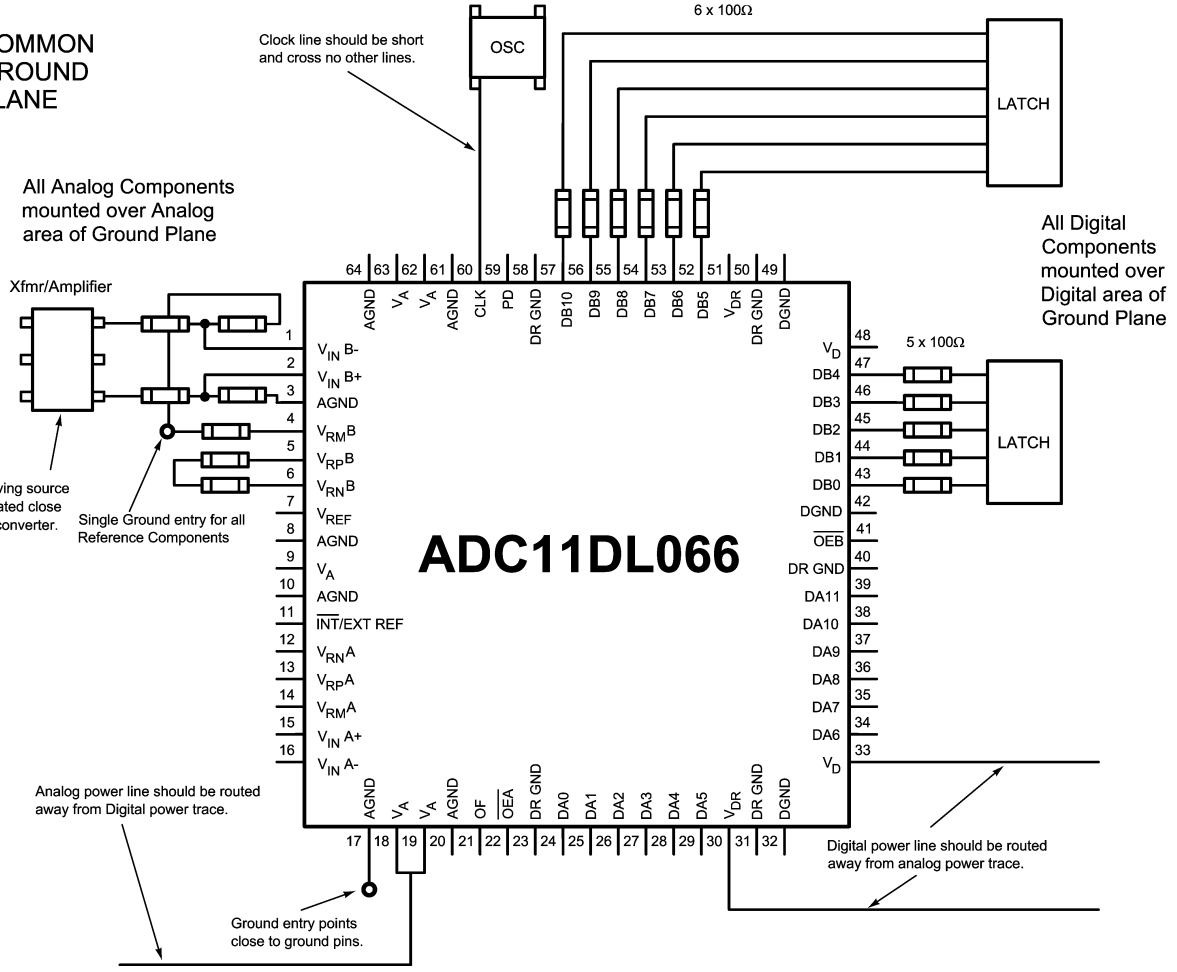 6 x 100Ω
OMMON
ROUND
LANE
Clock line should be short
and cross no other lines.
OSC
LATCH
All Analog Components
mounted over Analog
area of Ground Plane
All Digital
Components
mounted over
Digital area of
Ground Plane
Xfmr/Amplifier
64 63 62 61 60 59 58 57 56 55 54 53 52 51 50 49
AGND VA VA AGND CLK PD DR GND DB10 DB9 DB8 DB7 DB6 DB5 VDR DR GND DGND
1 VIN B-
2 VIN B+
3 AGND
4 VRMB
5 VRPB
6 VRNB
7 VREF
8 AGND
9 VA
10 AGND
11 INT/EXT REF
12 VRNA
13 VRPA
14 VRMA
15 VIN A+
16 VIN A-
48 VD
47 DB4
46 DB3
45 DB2
44 DB1
43 DB0
42 DGND
41 OEB
40 DR GND
39 DA11
38 DA10
37 DA9
36 DA8
35 DA7
34 DA6
33 VD
5 x 100Ω
LATCH
ving source
ated close
converter.
Single Ground entry for all
Reference Components
ADC11DL066
AGND VA VA AGND OF OEA DR GND DA0 DA1 DA2 DA3 DA4 DA5 VDR DR GND DGND
17 18 19 20 21 22 23 24 25 26 27 28 29 30 31 32
Analog power line should be routed
away from Digital power trace.
Digital power line should be routed
away from analog power trace.
Ground entry points
close to ground pins.